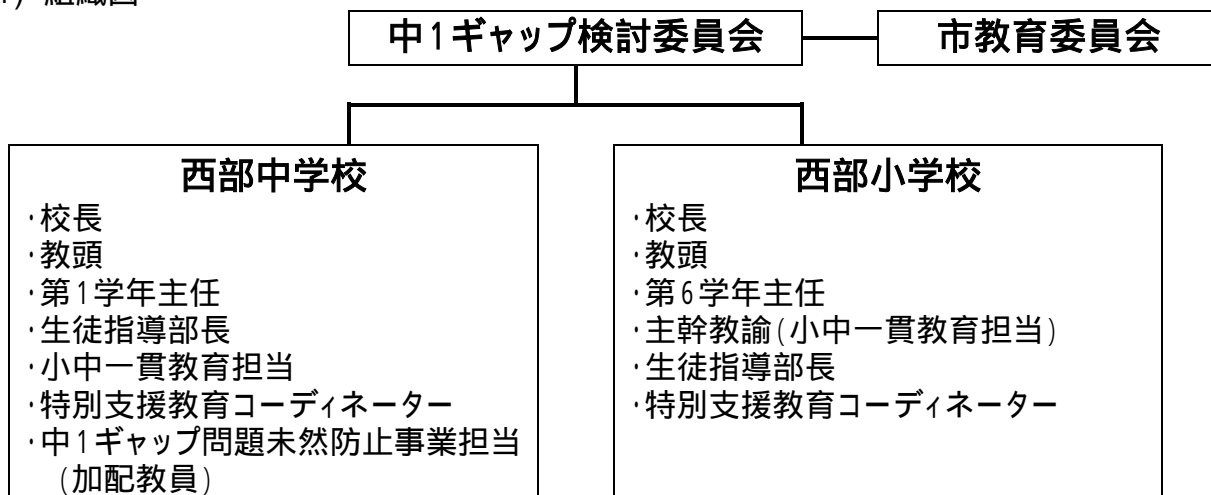 中1ギャップ検討委員会 市教育委員会
西部中学校
・校長
・教頭
・第1学年主任
・生徒指導部長
・小中一貫教育担当
・特別支援教育コーディネーター
・中1ギャップ問題未然防止事業担当
(加配教員)
西部小学校
・校長
・教頭
・第6学年主任
・主幹教諭(小中一貫教育担当)
・生徒指導部長
・特別支援教育コーディネーター